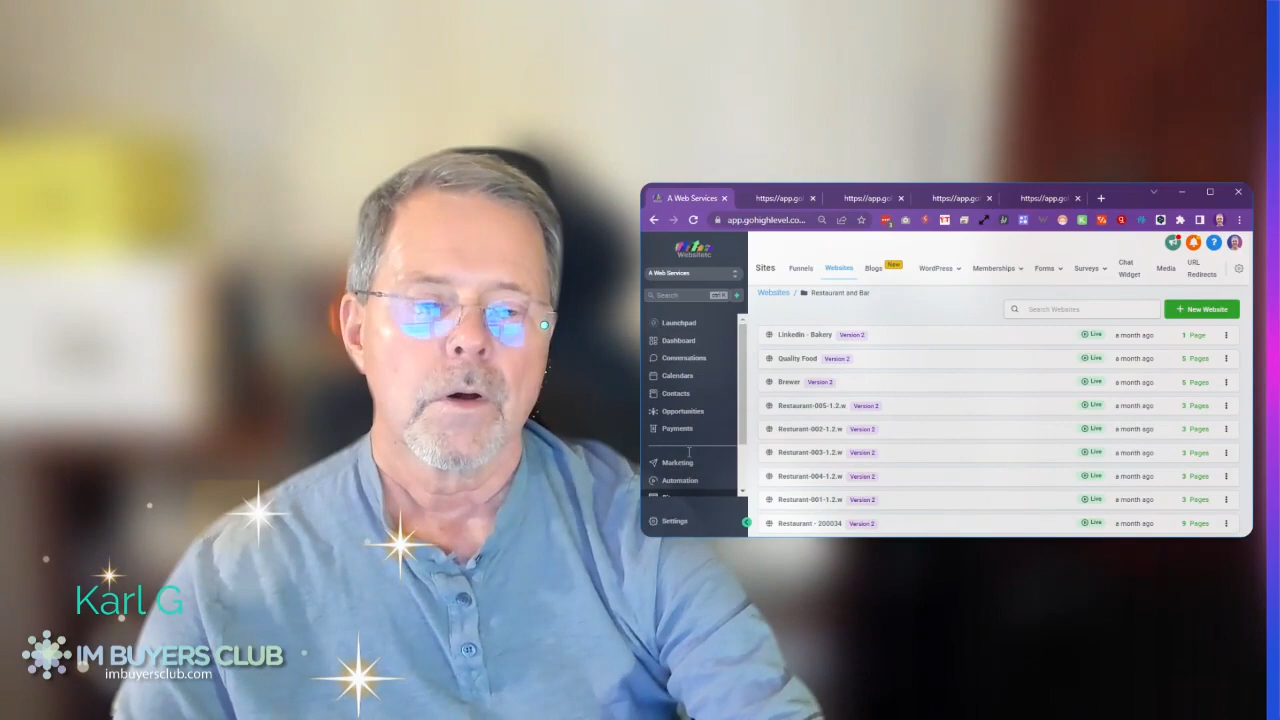 A Web Services
https://app.go
https://app.go
https://app.go
https://app.go
app.gohighlevel.co...
Websitetc
A Web Services
Search
ctrl K
Launchpad
Dashboard
Conversations
Calendars
Contacts
Opportunities
Payments
Marketing
Automation
Settings
Sites
Funnels
Websites
Blogs
New
WordPress
Memberships
Forms
Surveys
Chat Widget
Media
URL Redirects
Websites / Restaurant and Bar
Search Websites
+ New Website
Linkedin - Bakery Version 2 Live a month ago 1 Page
Quality Food Version 2 Live a month ago 5 Pages
Brewer Version 2 Live a month ago 5 Pages
Restaurant-005-1.2.w Version 2 Live a month ago 3 Pages
Resturant-002-1.2.w Version 2 Live a month ago 3 Pages
Resturant-003-1.2.w Version 2 Live a month ago 3 Pages
Resturant-004-1.2.w Version 2 Live a month ago 3 Pages
Resturant-001-1.2.w Version 2 Live a month ago 3 Pages
Restaurant - 200034 Version 2 Live a month ago 9 Pages
Karl G
IM BUYERS CLUB
imbuyersclub.com